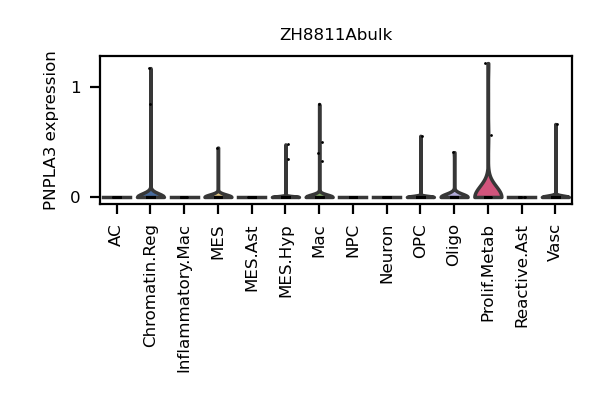 ZH8811Abulk
PNPLA3 expression
1
0
AC
Chromatin.Reg
Inflammatory.Mac
MES
MES.Ast
MES.Hyp
Mac
NPC
Neuron
OPC
Oligo
Prolif.Metab
Reactive.Ast
Vasc